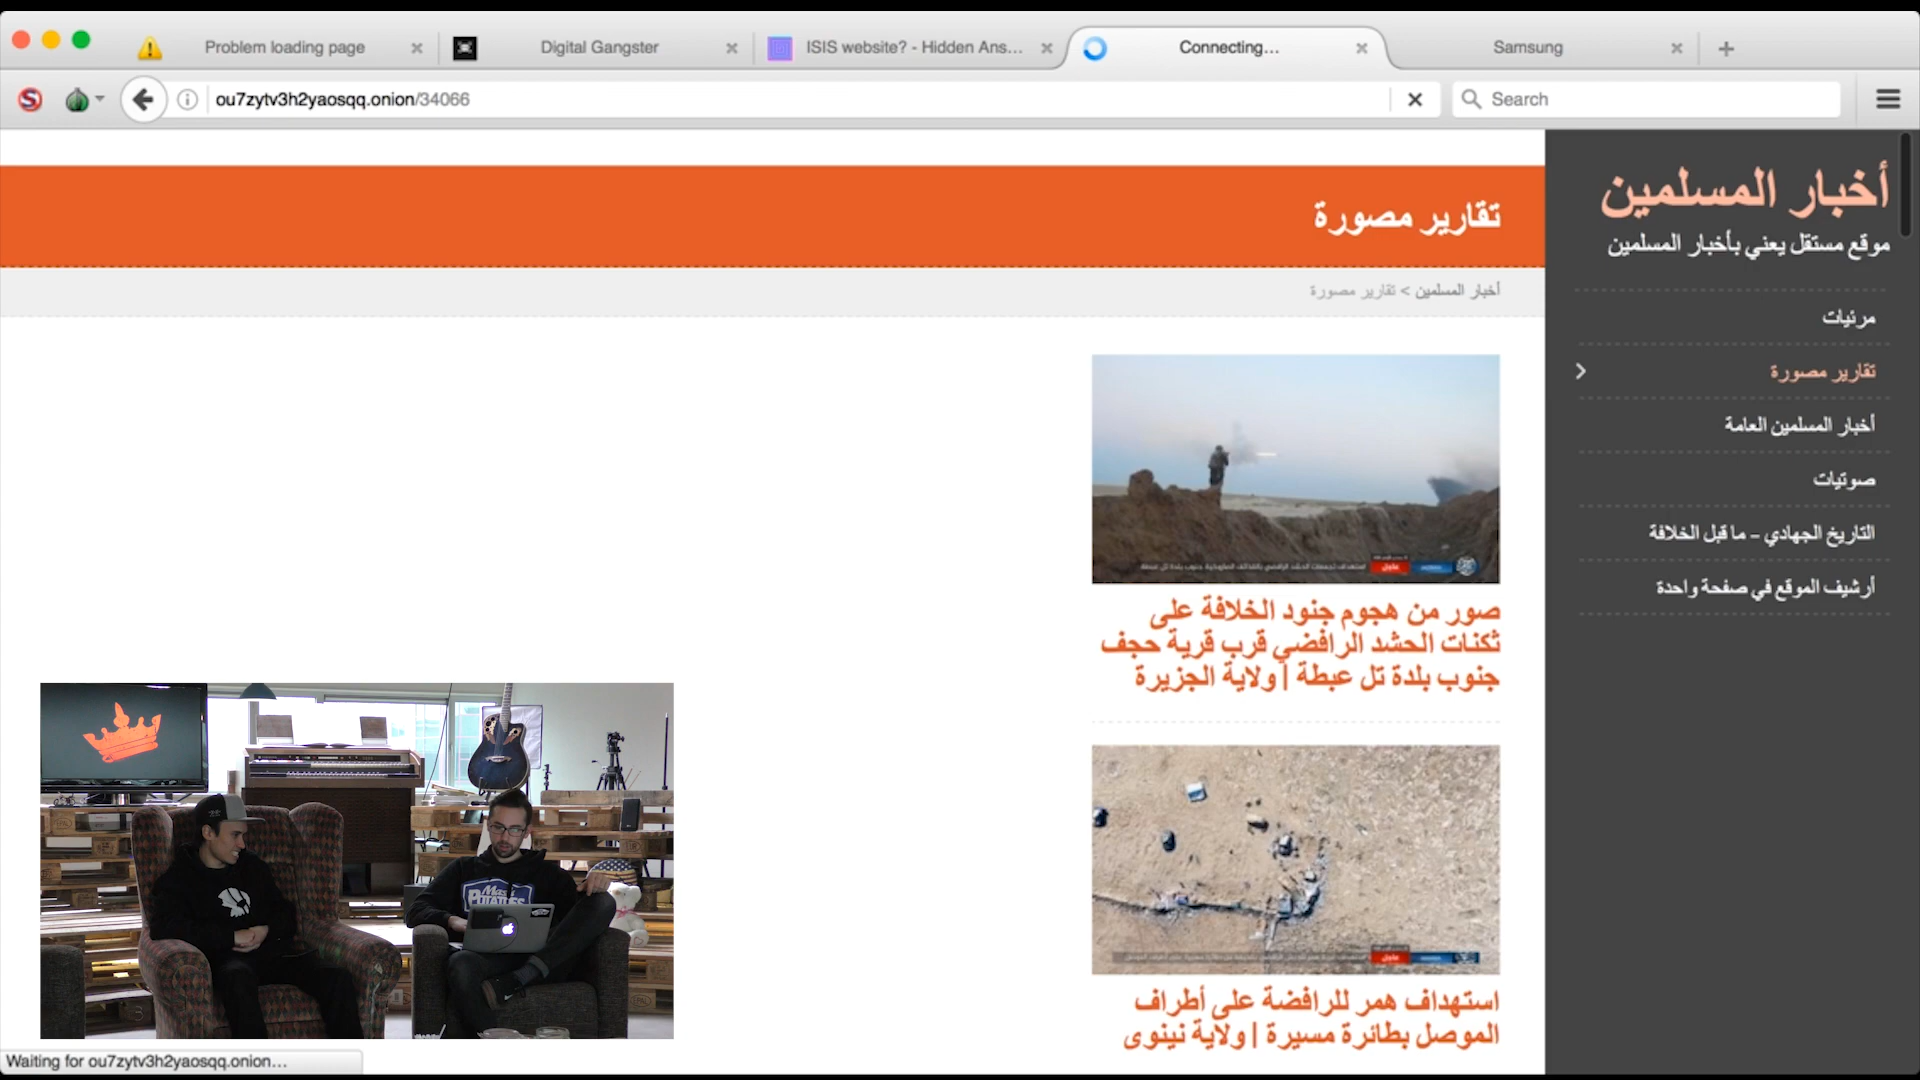 Problem loading page
Digital Gangster
ISIS website? - Hidden Ans...
Connecting...
Samsung
ou7zytv3h2yaosqq.onion/34066
Search
أخبار المسلمين
موقع مستقل يعني بأخبار المسلمين
مرئيات
تقارير مصورة
أخبار المسلمين العامة
صوتيات
التاريخ الجهادي – ما قبل الخلافة
أرشيف الموقع في صفحة واحدة
تقارير مصورة
أخبار المسلمين > تقارير مصورة
عاجل
صور من هجوم جنود الخلافة على
ثكنات الحشد الرافضي قرب قرية حجف
جنوب بلدة تل عبطة | ولاية الجزيرة
عاجل
استهداف همر للرافضة على أطراف
الموصل بطائرة مسيرة | ولاية نينوى
Waiting for ou7zytv3h2yaosqq.onion...